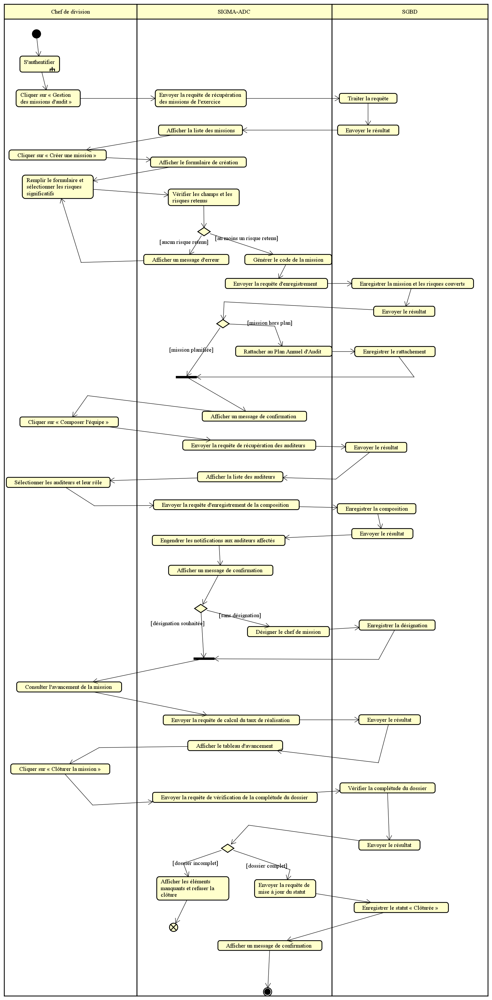 Chef de division
SIGMA-ADC
SGBD
S'authentifier
Cliquer sur « Gestion
des missions d'audit »
Envoyer la requête de récupération
des missions de l'exercice
Traiter la requête
Afficher la liste des missions
Envoyer le résultat
Cliquer sur « Créer une mission »
Afficher le formulaire de création
Remplir le formulaire et
sélectionner les risques
significatifs
Vérifier les champs et les
risques retenus
[aucun risque retenu]
[au moins un risque retenu]
Afficher un message d'erreur
Générer le code de la mission
Envoyer la requête d'enregistrement
Enregistrer la mission et les risques couverts
Envoyer le résultat
[mission hors plan]
[mission planifiée]
Rattacher au Plan Annuel d'Audit
Enregistrer le rattachement
Afficher un message de confirmation
Cliquer sur « Composer l'équipe »
Envoyer la requête de récupération des auditeurs
Envoyer le résultat
Afficher la liste des auditeurs
Sélectionner les auditeurs et leur rôle
Envoyer la requête d'enregistrement de la composition
Enregistrer la composition
Envoyer le résultat
Engendrer les notifications aux auditeurs affectés
Afficher un message de confirmation
[sans désignation]
[désignation souhaitée]
Désigner le chef de mission
Enregistrer la désignation
Consulter l'avancement de la mission
Envoyer la requête de calcul du taux de réalisation
Envoyer le résultat
Afficher le tableau d'avancement
Cliquer sur « Clôturer la mission »
Vérifier la complétude du dossier
Envoyer la requête de vérification de la complétude du dossier
Envoyer le résultat
[dossier incomplet]
[dossier complet]
Afficher les éléments
manquants et refuser la
clôture
Envoyer la requête de
mise à jour du statut
Enregistrer le statut « Clôturée »
Afficher un message de confirmation